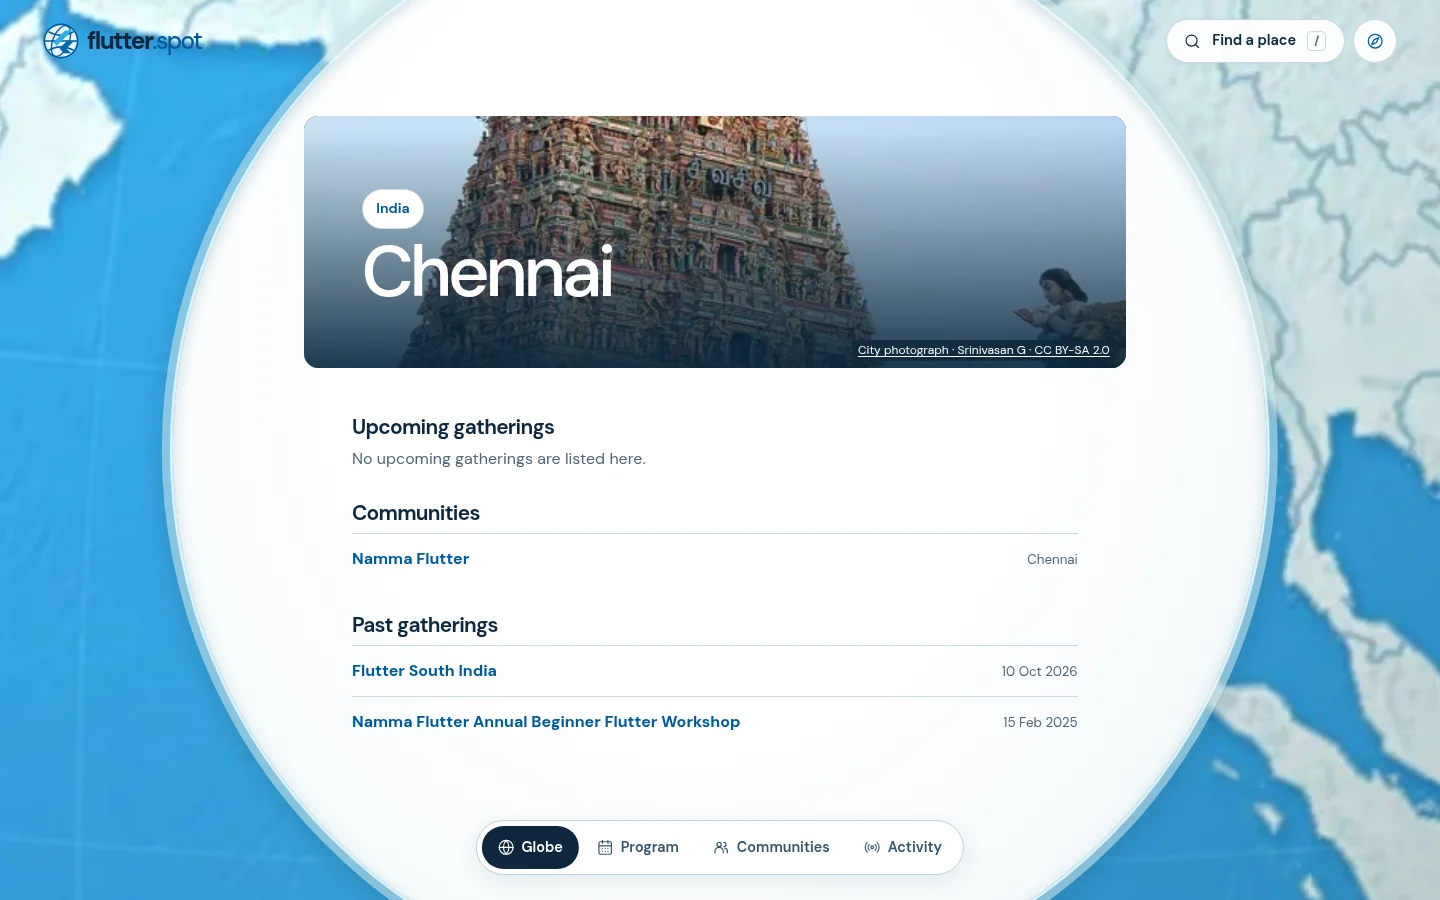 flutter.spot
Find a place /
சிவசிவ
India
Chennai
City photograph · Srinivasan G · CC BY-SA 2.0
Upcoming gatherings
No upcoming gatherings are listed here.
Communities
Namma Flutter Chennai
Past gatherings
Flutter South India 10 Oct 2026
Namma Flutter Annual Beginner Flutter Workshop 15 Feb 2025
Globe Program Communities Activity